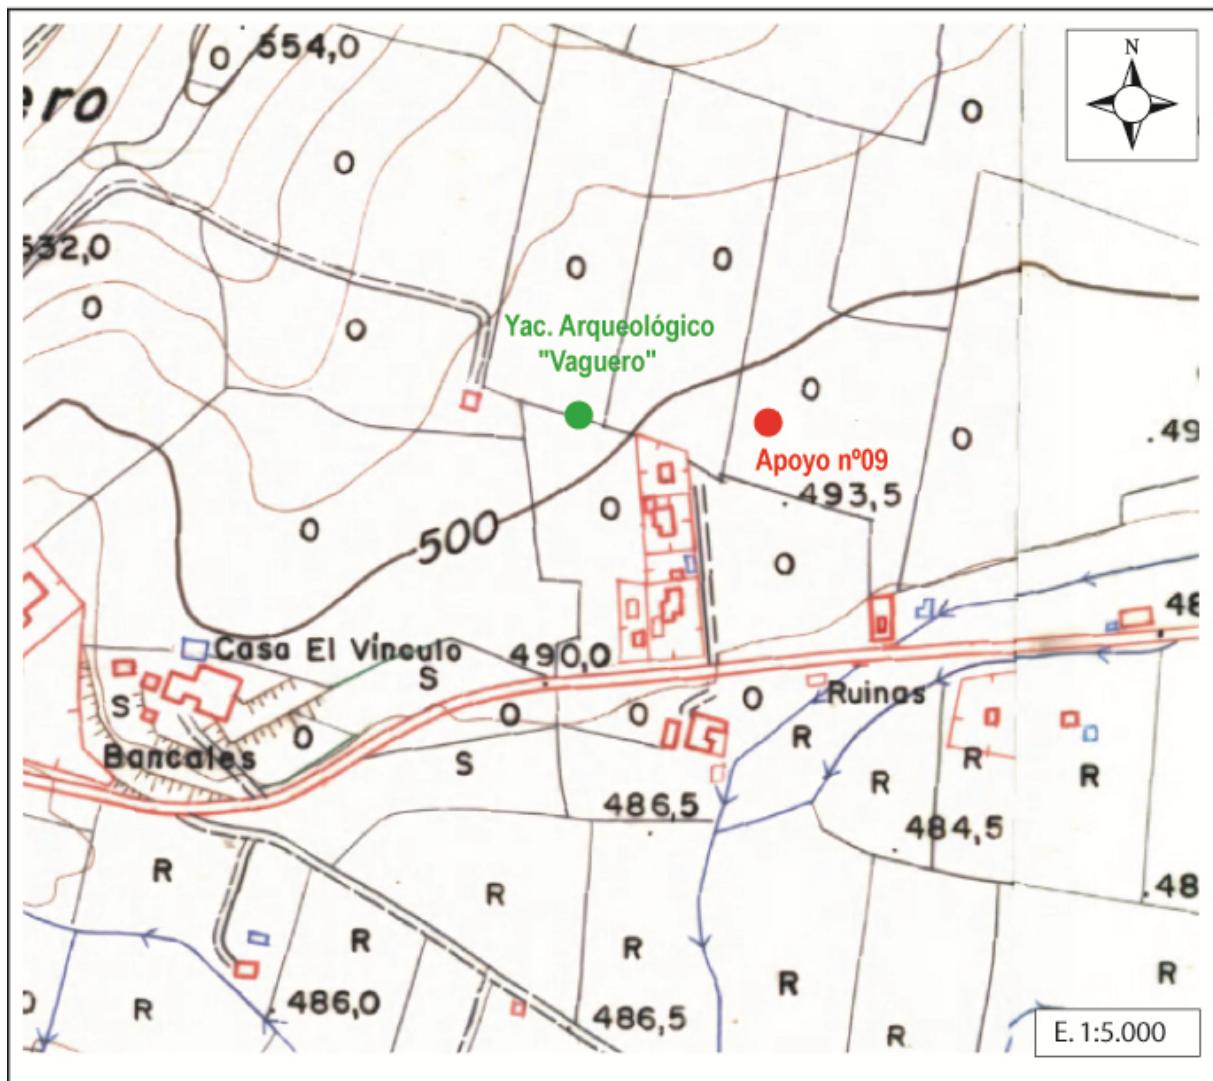 N
O 554,0
ero
O
O
532,0
O
O
O
O
O
Yac. Arqueológico
"Vaguero"
O
O
.49
Apoyo nº09
.493,5
O
O
500
O
48
Casa El Vínculo
490,0
S
S
Ruinas
O
O
O
O
R
Bancales
S
R
R
R
486,5
484,5
R
.48
R
R
R
R
R
R
486,0
R
486,5
R
E. 1:5.000